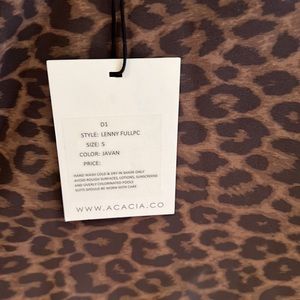 D1
STYLE: LENNY FULLPC
SIZE: S
COLOR: JAVAN
PRICE:
HAND WASH COLD & DRY IN SHADE ONLY
AVOID ROUGH SURFACES, LOTIONS, SUNSCREENS
AND OVERLY CHLORINATED POOLS
SUITS SHOULD BE WORN WITH CARE
WWW.ACACIA.CO